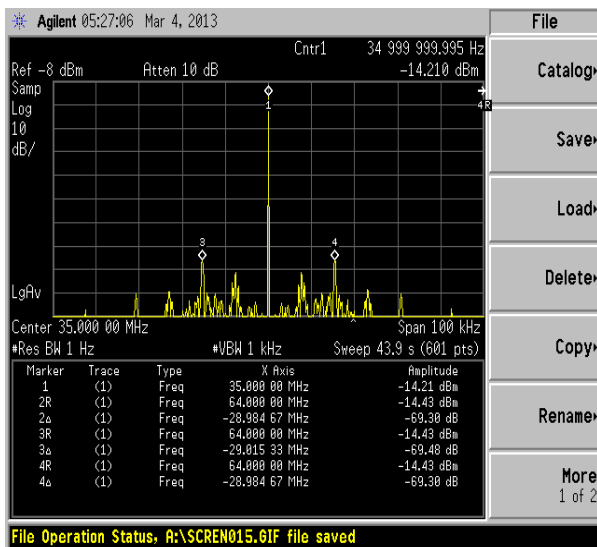 Agilent 05:27:06 Mar 4, 2013
File
Cntr1 34 999 999.995 Hz
Ref -8 dBm Atten 10 dB -14.210 dBm
Samp
Log
10
dB/
1
4R
3
4
LgAv
Center 35.000 00 MHz Span 100 kHz
#Res BW 1 Hz #VBW 1 kHz Sweep 43.9 s (601 pts)
Marker Trace Type X Axis Amplitude
1 (1) Freq 35.000 00 MHz -14.21 dBm
2R (1) Freq 64.000 00 MHz -14.43 dBm
2∆ (1) Freq -28.984 67 MHz -69.30 dB
3R (1) Freq 64.000 00 MHz -14.43 dBm
3∆ (1) Freq -29.015 33 MHz -69.48 dB
4R (1) Freq 64.000 00 MHz -14.43 dBm
4∆ (1) Freq -28.984 67 MHz -69.30 dB
Catalog
Save
Load
Delete
Copy
Rename
More
1 of 2
File Operation Status, A:\SCREN015.GIF file saved